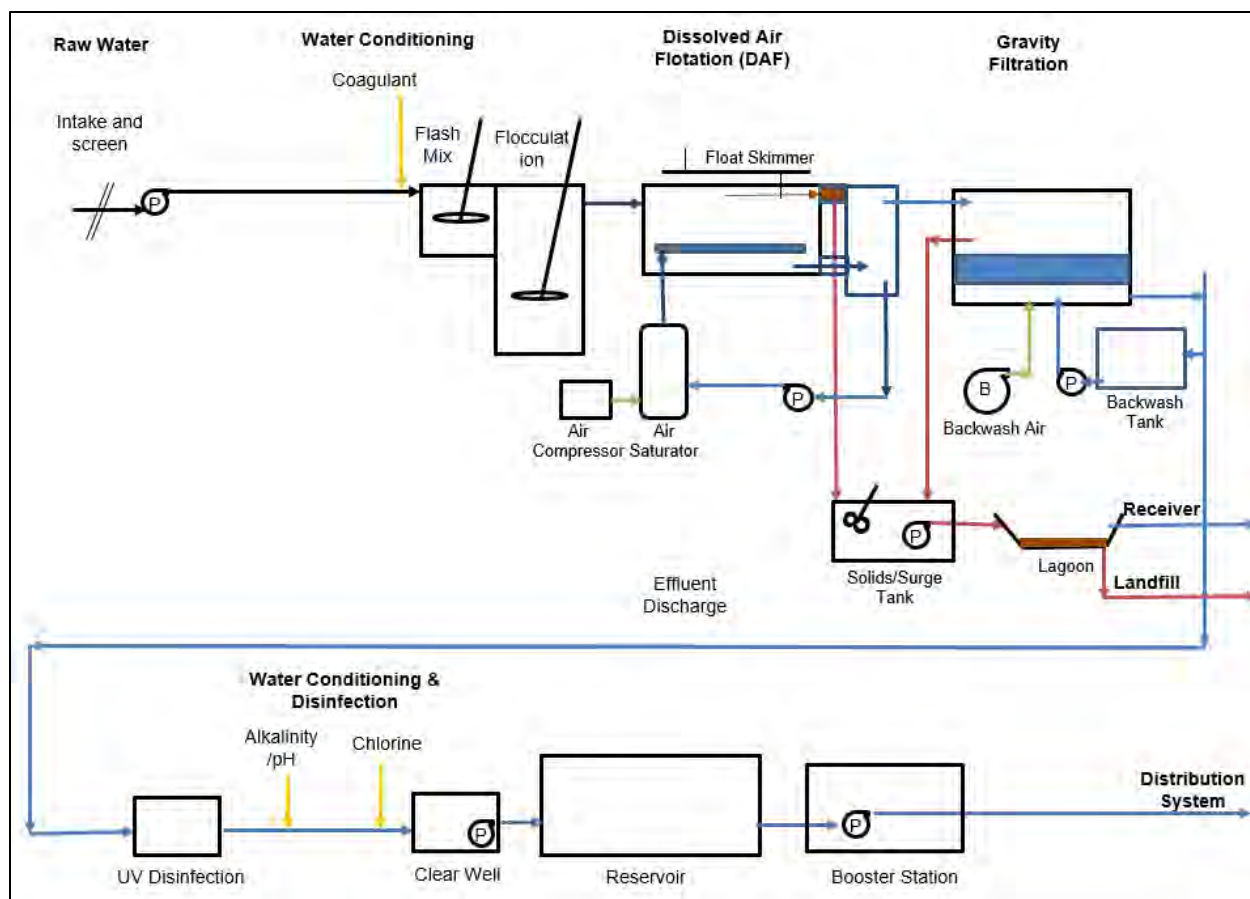 Raw Water
Water Conditioning
Dissolved Air
Flotation (DAF)
Gravity
Filtration
Coagulant
Intake and
screen
Flash
Mix
Flocculat
ion
Float Skimmer
P
Air
Compressor
Air
Saturator
P
B
Backwash Air
P
Backwash
Tank
P
Solids/Surge
Tank
Lagoon
Receiver
Landfill
Effluent
Discharge
Water Conditioning &
Disinfection
Alkalinity
/pH
Chlorine
UV Disinfection
P
Clear Well
Reservoir
P
Booster Station
Distribution
System